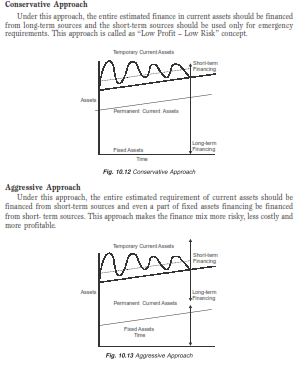 Conservative Approach
Under this approach, the entire estimated finance in current assets should be financed
from long-term sources and the short-term sources should be used only for emergency
requirements. This approach is called as “Low Profit – Low Risk” concept.
Temporary Current Assets
Short-term
Financing
Assets
Permanent Current Assets
Long-term
Financing
Fixed Assets
Time
Fig. 10.12 Conservative Approach
Aggressive Approach
Under this approach, the entire estimated requirement of current assets should be
financed from short-term sources and even a part of fixed assets financing be financed
from short- term sources. This approach makes the finance mix more risky, less costly and
more profitable.
Temporary Current Assets
Short-term
Financing
Assets
Long-term
Financing
Permanent Current Assets
Fixed Assets
Time
Fig. 10.13 Aggressive Approach